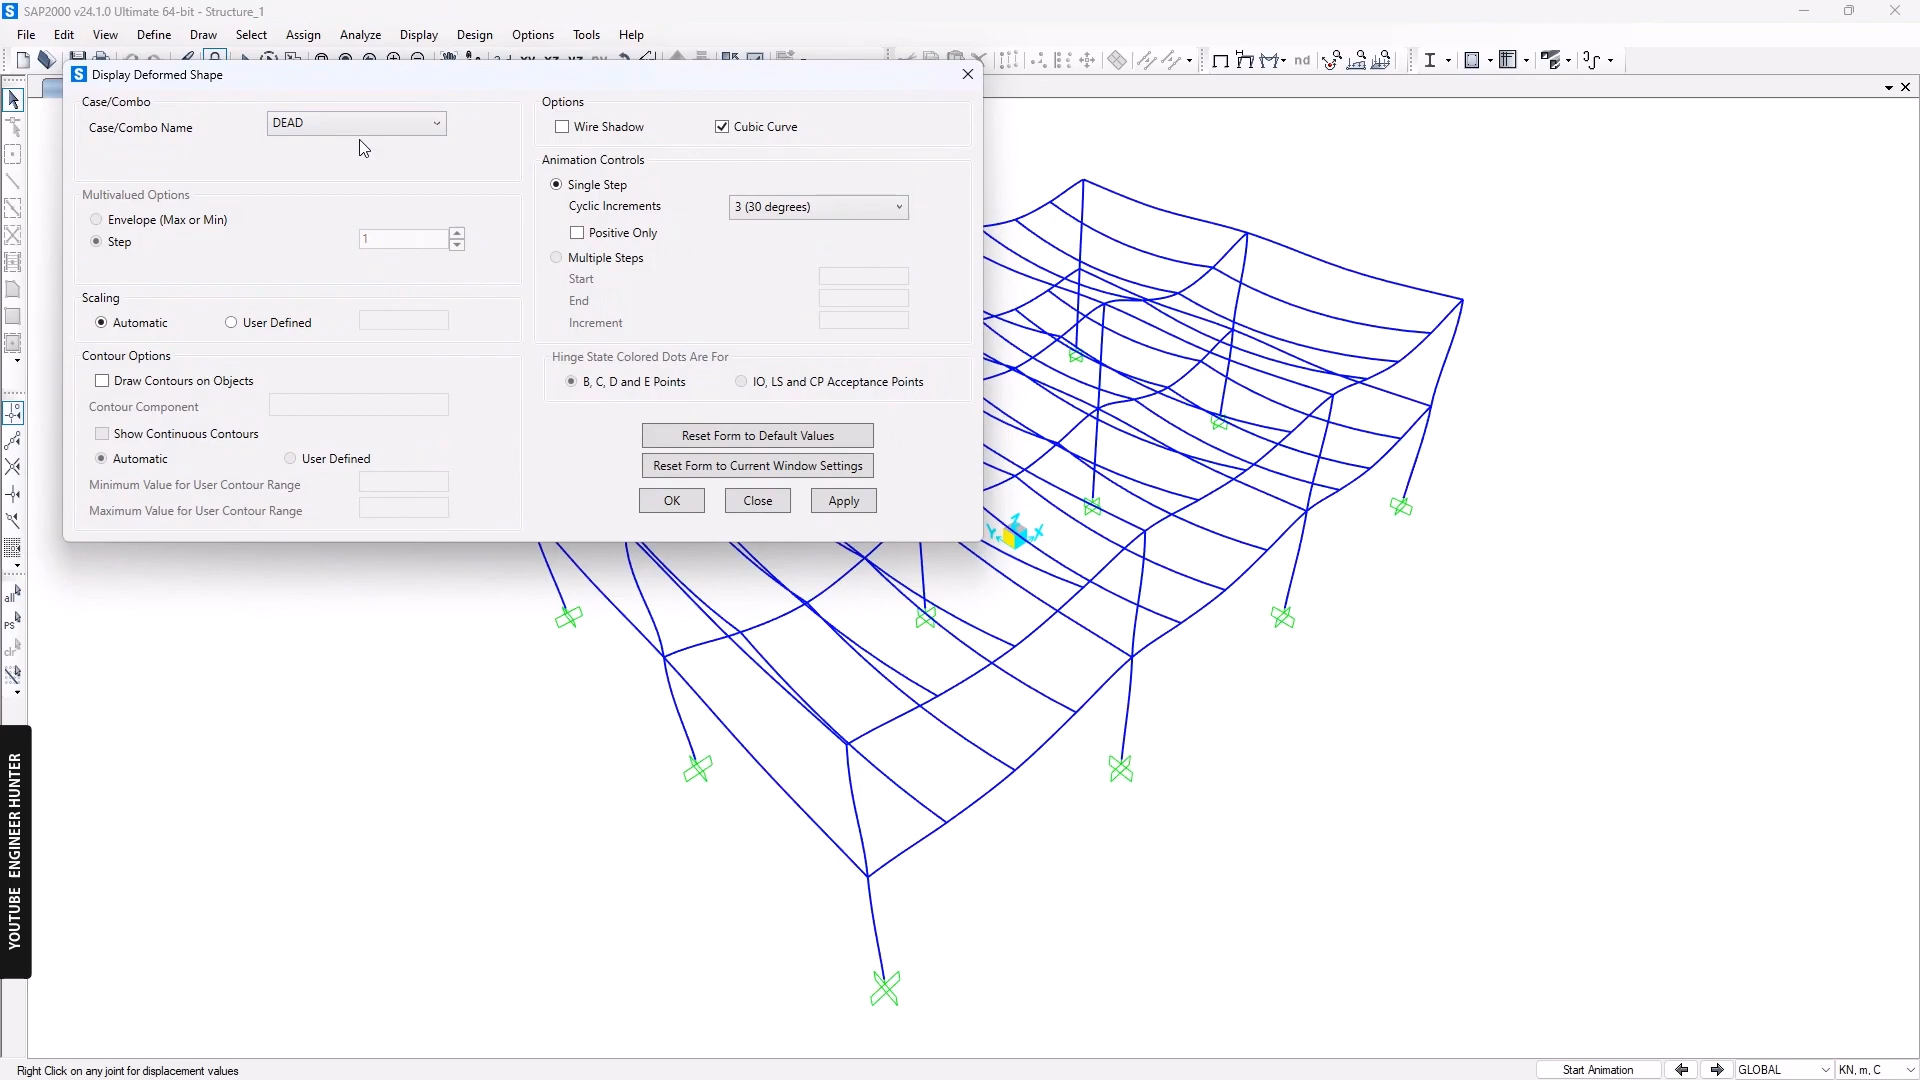 SAP2000 v24.1.0 Ultimate 64-bit - Structure_1
File Edit View Define Draw Select Assign Analyze Display Design Options Tools Help
nd
Display Deformed Shape
Case/Combo
Case/Combo Name DEAD
Multivalued Options
Envelope (Max or Min)
Step 1
Scaling
Automatic User Defined
Contour Options
Draw Contours on Objects
Contour Component
Show Continuous Contours
Automatic User Defined
Minimum Value for User Contour Range
Maximum Value for User Contour Range
Options
Wire Shadow Cubic Curve
Animation Controls
Single Step
Cyclic Increments 3 (30 degrees)
Positive Only
Multiple Steps
Start
End
Increment
Hinge State Colored Dots Are For
B, C, D and E Points IO, LS and CP Acceptance Points
Reset Form to Default Values
Reset Form to Current Window Settings
OK Close Apply
Z
Y X
all
PS
clr
YOUTUBE ENGINEER HUNTER
Right Click on any joint for displacement values
Start Animation GLOBAL KN, m, C